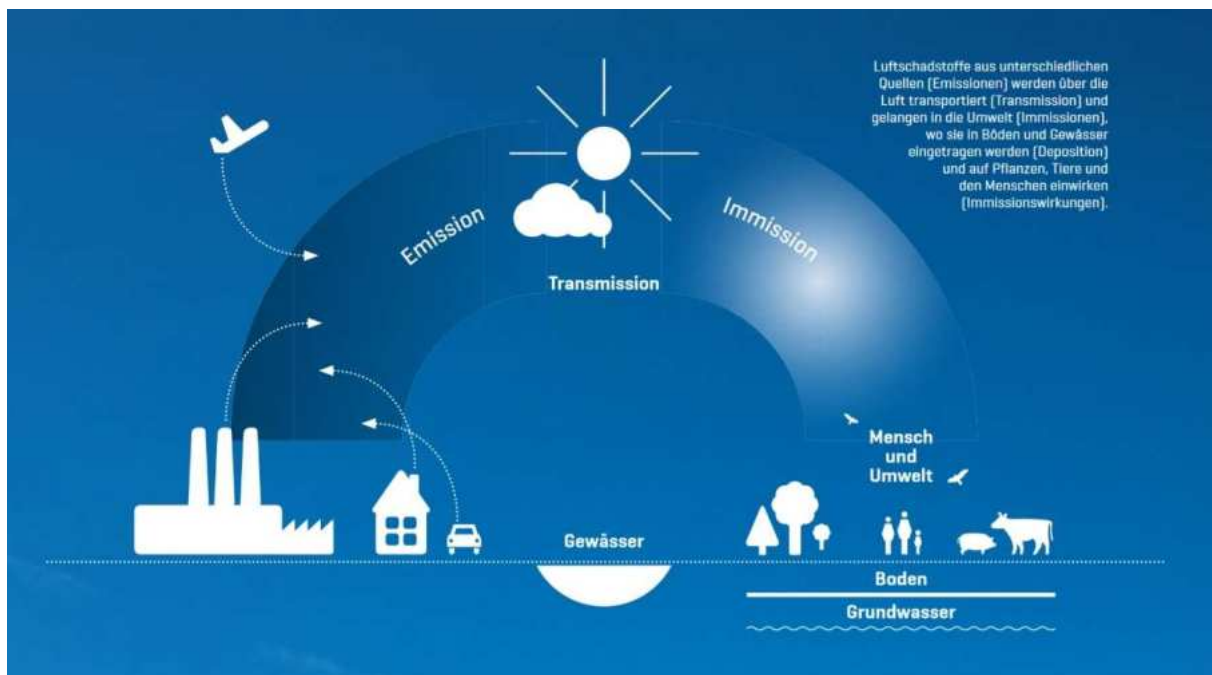 Luftschadstoffe aus unterschiedlichen
Quellen (Emissionen) werden über die
Luft transportiert (Transmission) und
gelangen in die Umwelt (Immissionen),
wo sie in Böden und Gewässer
eingetragen werden (Deposition)
und auf Pflanzen, Tiere und
den Menschen einwirken
(Immissionswirkungen).
Emission
Transmission
Immission
Mensch
und
Umwelt
Gewässer
Boden
Grundwasser